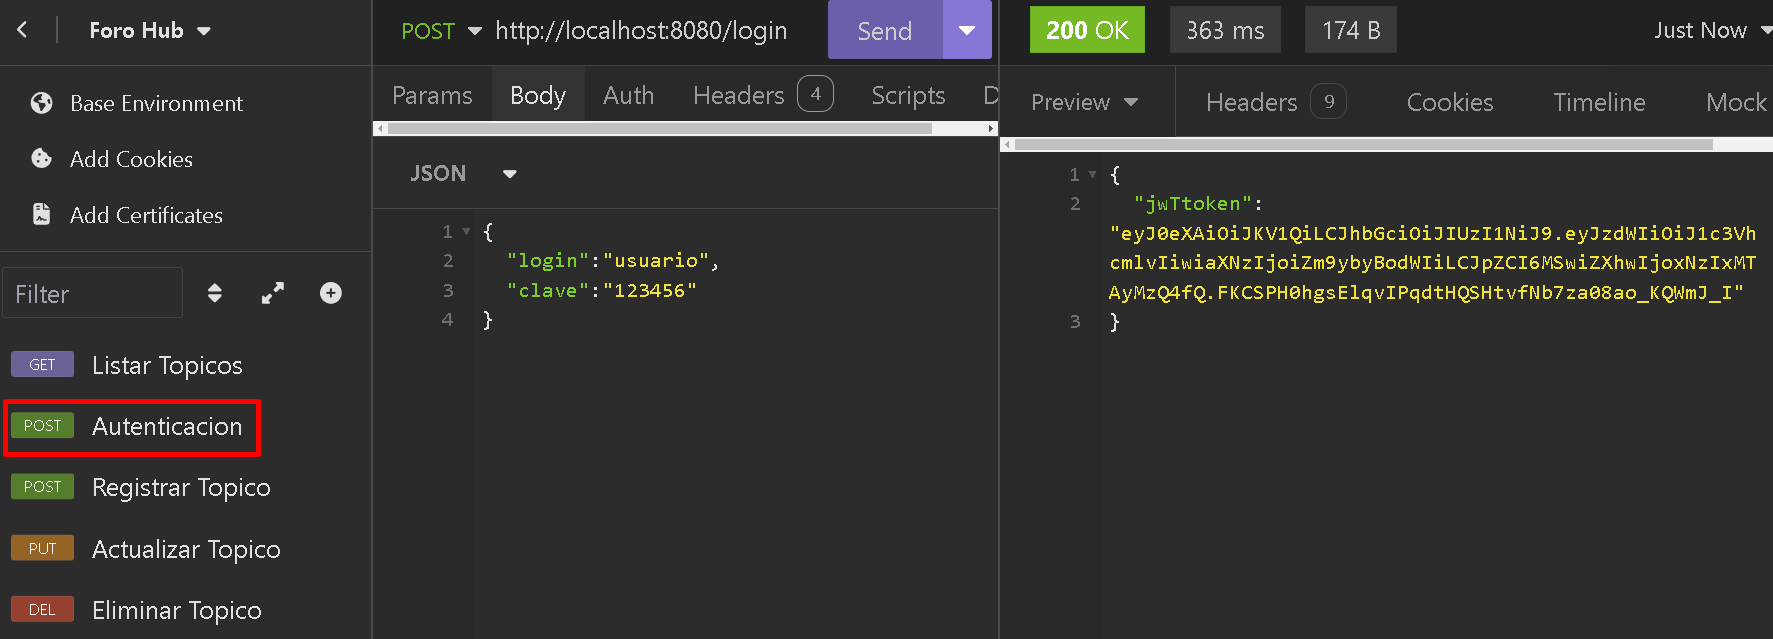 Foro Hub
Base Environment
Add Cookies
Add Certificates
Filter
GET Listar Topicos
POST Autenticacion
POST Registrar Topico
PUT Actualizar Topico
DEL Eliminar Topico
POST http://localhost:8080/login Send
Params Body Auth Headers 4 Scripts D
JSON
1 {
2 "login":"usuario",
3 "clave":"123456"
4 }
200 OK 363 ms 174 B Just Now
Preview Headers 9 Cookies Timeline Mock
1 {
2 "jwTtoken":
"eyJ0eXAiOiJKV1QiLCJhbGciOiJIUzI1NiJ9.eyJzdWIiOiJ1c3Vh
cmlvIiwiaXNzIjoiZm9ybyBodWIiLCJpZCI6MSwiZXhwIjoxNzIxMT
AyMzQ4fQ.FKCSPH0hgsElqvIPqdtHQSHtvfNb7za08ao_KQWmJ_I"
3 }